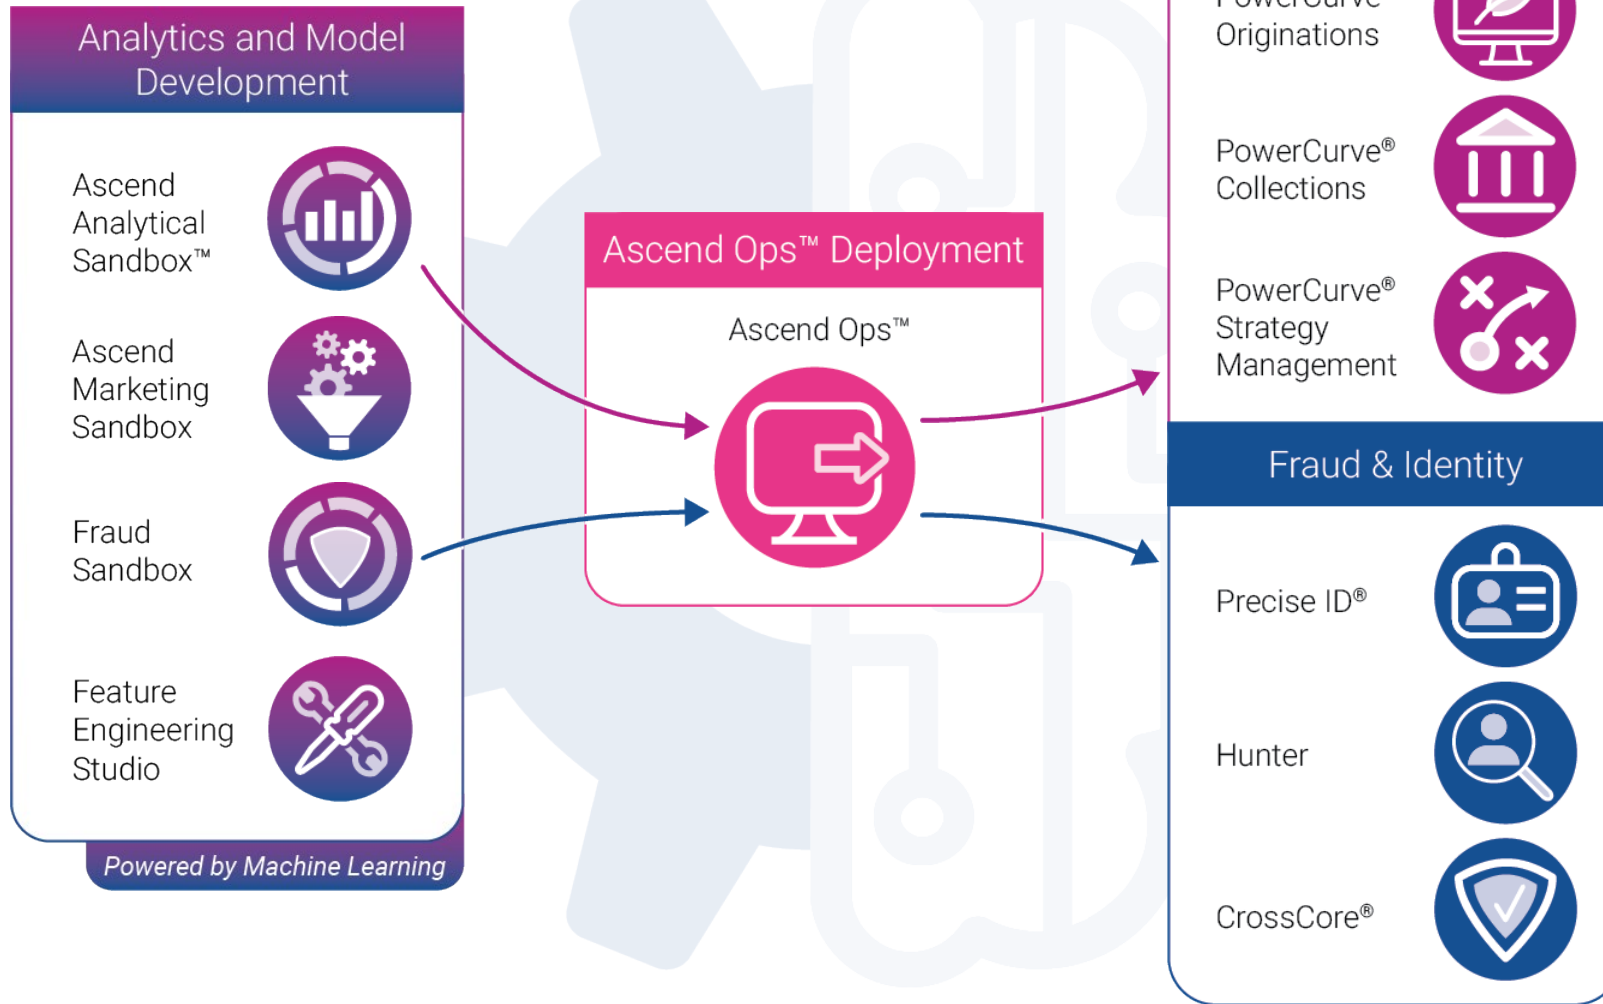 Analytics and Model
Development
Ascend
Analytical
Sandbox™
Ascend
Marketing
Sandbox
Fraud
Sandbox
Feature
Engineering
Studio
Powered by Machine Learning
Ascend Ops™ Deployment
Ascend Ops™
PowerCurve
Originations
PowerCurve®
Collections
PowerCurve®
Strategy
Management
Fraud & Identity
Precise ID®
Hunter
CrossCore®